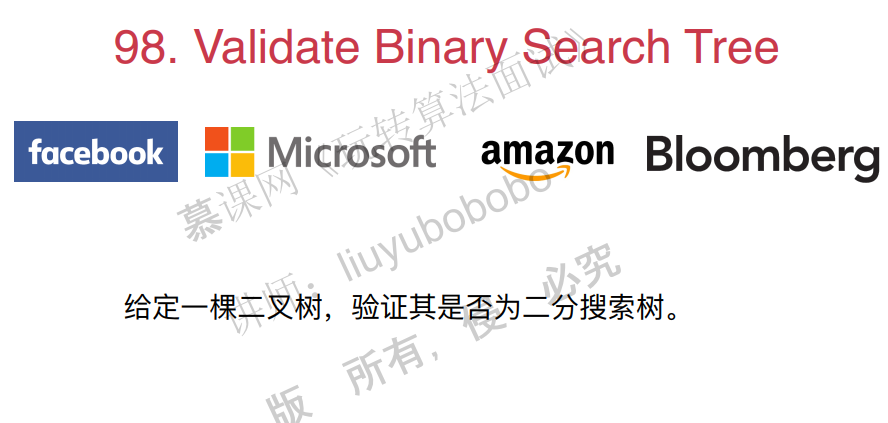 98. Validate Binary Search Tree
facebook Microsoft amazon Bloomberg
慕课网《玩转算法面试》
讲师：liuyubobobo
给定一棵二叉树，验证其是否为二分搜索树。
版 所有，侵 必究